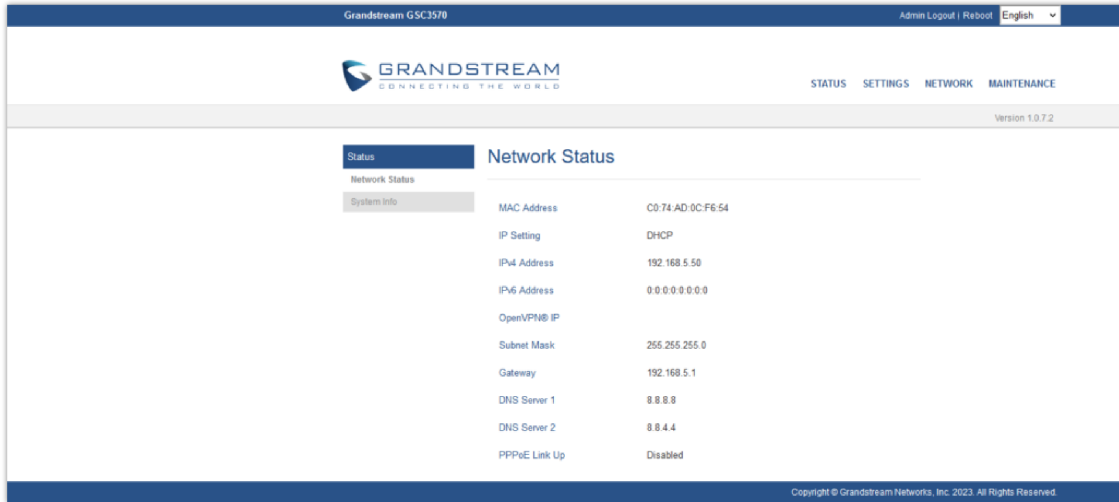 Grandstream GSC3570
Admin Logout | Reboot English
GRANDSTREAM
CONNECTING THE WORLD
STATUS SETTINGS NETWORK MAINTENANCE
Version 1.0.7.2
Status
Network Status
System Info
Network Status
MAC Address C0:74:AD:0C:F6:54
IP Setting DHCP
IPv4 Address 192.168.5.50
IPv6 Address 0:0:0:0:0:0:0:0
OpenVPN® IP
Subnet Mask 255.255.255.0
Gateway 192.168.5.1
DNS Server 1 8.8.8.8
DNS Server 2 8.8.4.4
PPPoE Link Up Disabled
Copyright © Grandstream Networks, Inc. 2023. All Rights Reserved.